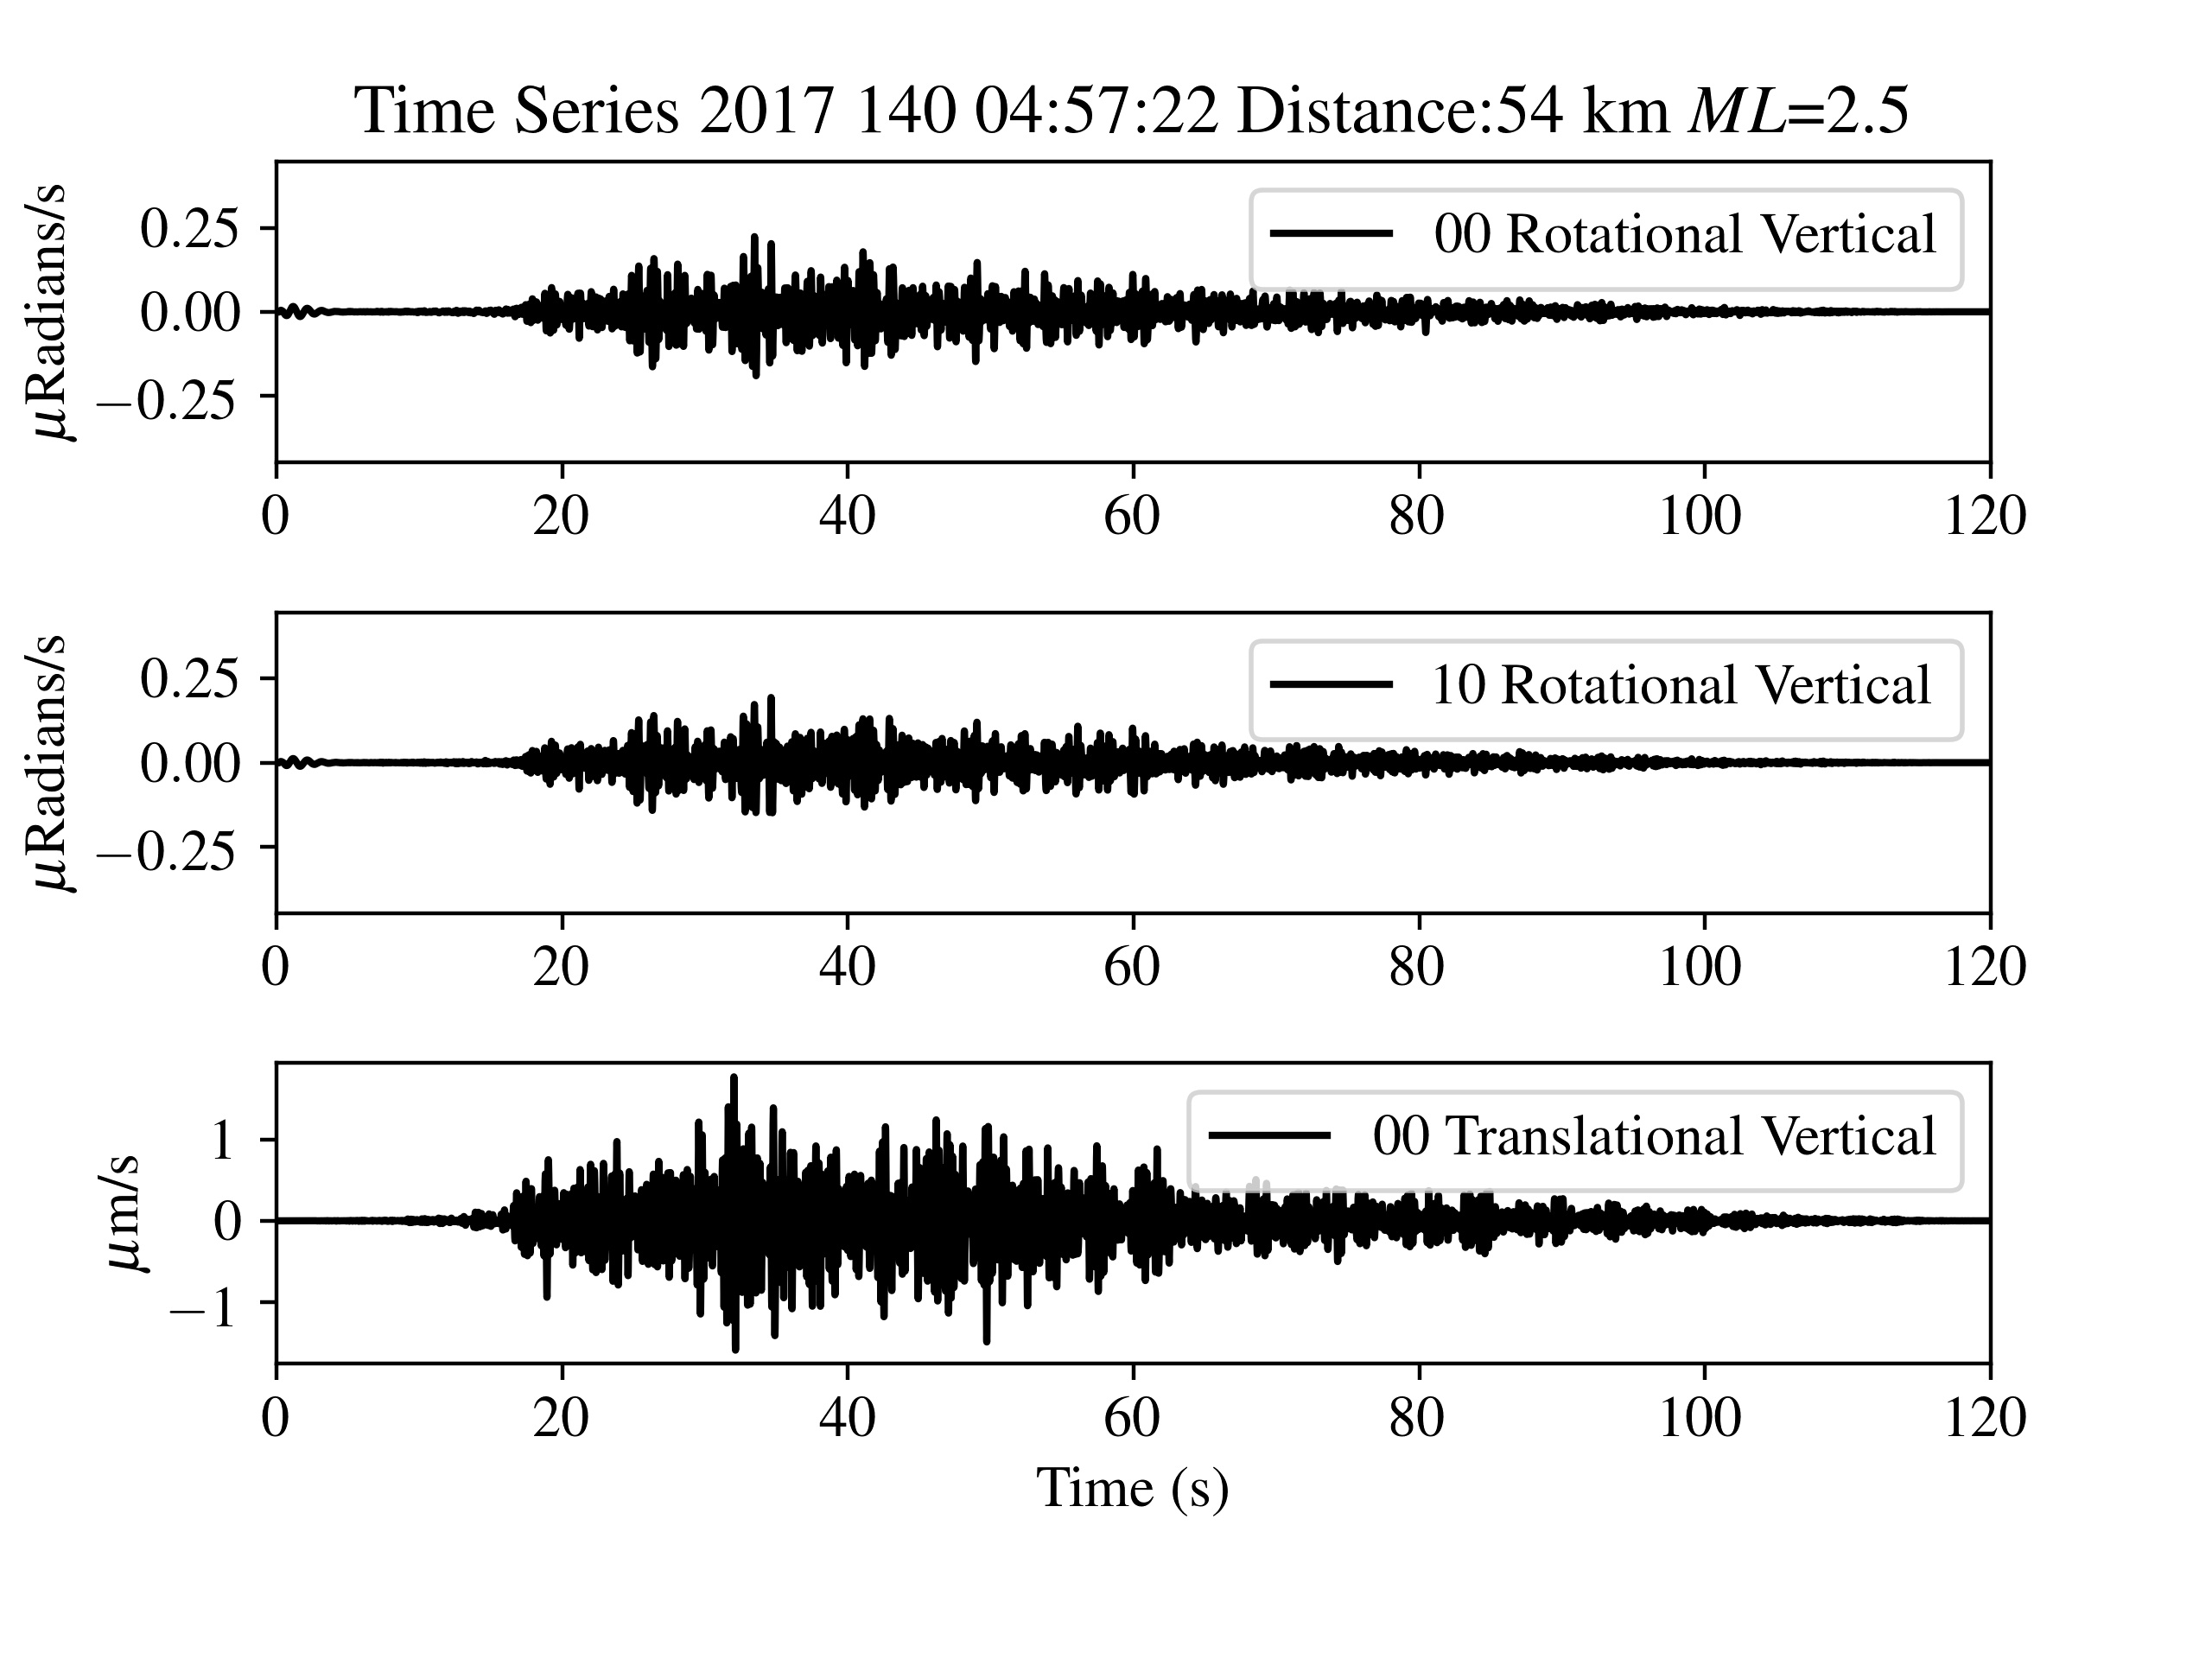 Time Series 2017 140 04:57:22 Distance:54 km ML=2.5
μRadians/s
0.25
0.00
−0.25
00 Rotational Vertical
0 20 40 60 80 100 120
μRadians/s
0.25
0.00
−0.25
10 Rotational Vertical
0 20 40 60 80 100 120
μm/s
1
0
−1
00 Translational Vertical
0 20 40 60 80 100 120
Time (s)